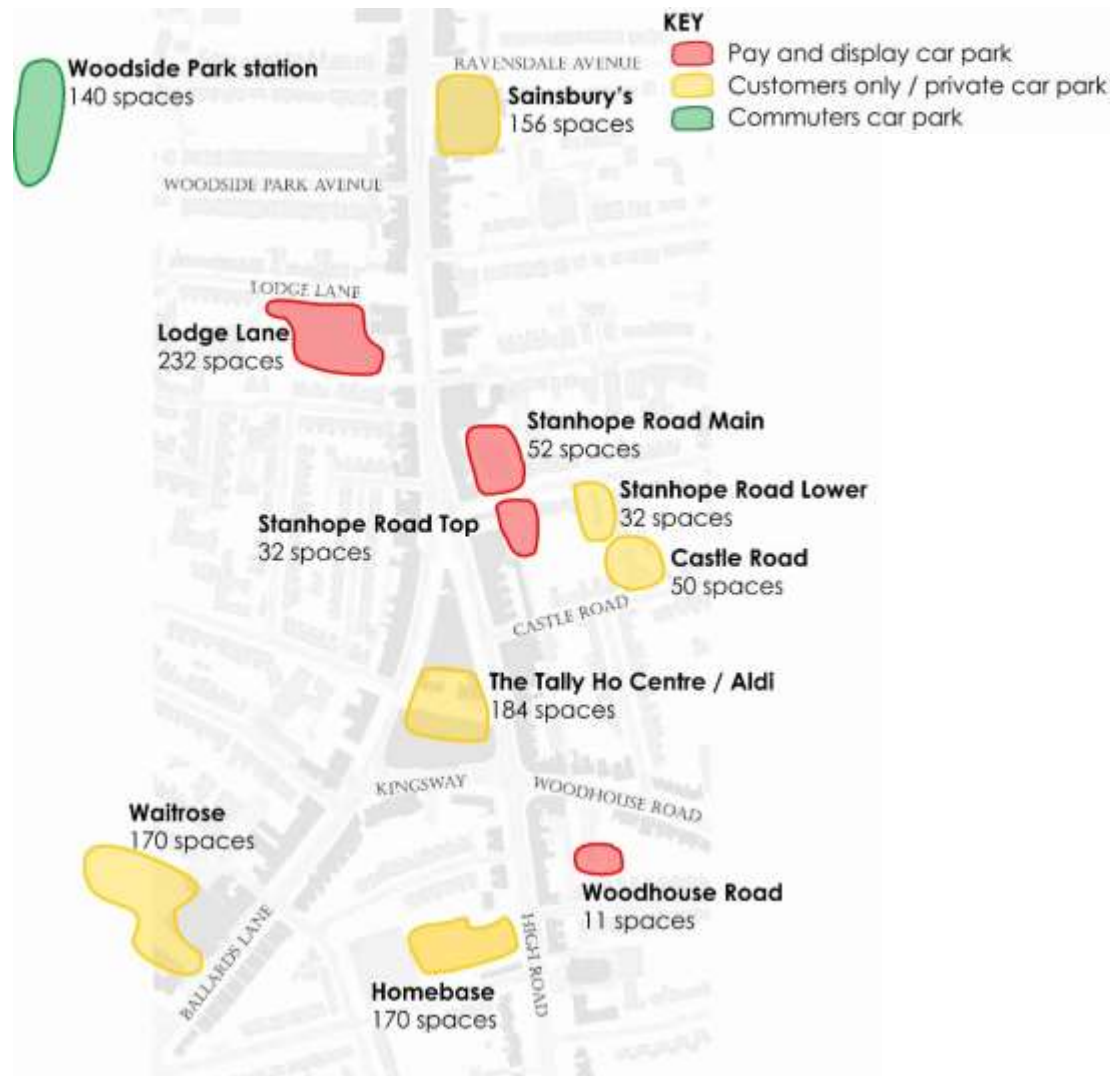 KEY
Pay and display car park
Customers only / private car park
Commuters car park
Woodside Park station
140 spaces
RAVENSDALE AVENUE
Sainsbury's
156 spaces
WOODSIDE PARK AVENUE
LODGE LANE
Lodge Lane
232 spaces
Stanhope Road Main
52 spaces
Stanhope Road Lower
32 spaces
Stanhope Road Top
32 spaces
Castle Road
50 spaces
CASTLE ROAD
The Tally Ho Centre / Aldi
184 spaces
KINGSWAY
WOODHOUSE ROAD
Waitrose
170 spaces
Woodhouse Road
11 spaces
BALLARDS LANE
HIGH ROAD
Homebase
170 spaces